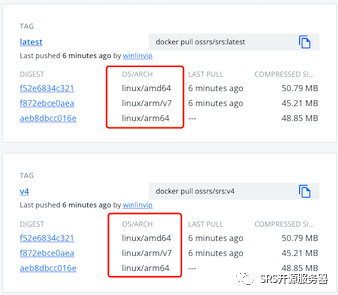 TAG
latest
docker pull ossrs/srs:latest
Last pushed 6 minutes ago by winlinvip
DIGEST OS/ARCH LAST PULL COMPRESSED SI...
f52e6834c321 linux/amd64 6 minutes ago 50.79 MB
f872ebce0aea linux/arm/v7 6 minutes ago 45.21 MB
aeb8dbcc016e linux/arm64 --- 48.85 MB
TAG
v4
docker pull ossrs/srs:v4
Last pushed 6 minutes ago by winlinvip
DIGEST OS/ARCH LAST PULL COMPRESSED SI...
f52e6834c321 linux/amd64 6 minutes ago 50.79 MB
f872ebce0aea linux/arm/v7 6 minutes ago 45.21 MB
aeb8dbcc016e linux/arm64 --- 48.85 MB
SRS开源服务器